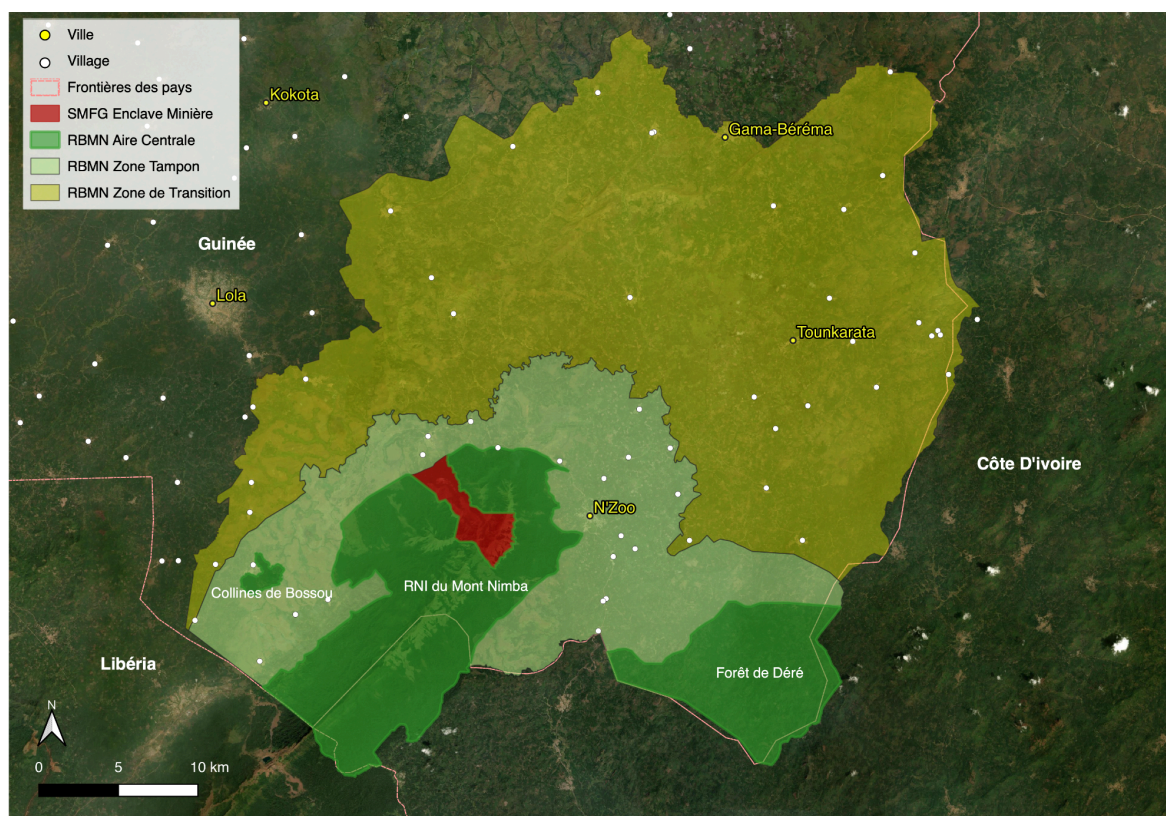 Ville
Village
Frontières des pays
SMFG Enclave Minière
RBMN Aire Centrale
RBMN Zone Tampon
RBMN Zone de Transition
Kokota
Gama-Béréma
Guinée
Lola
Tounkarata
Côte D'ivoire
N'Zoo
Collines de Bossou
RNI du Mont Nimba
Libéria
Forêt de Déré
N
0 5 10 km